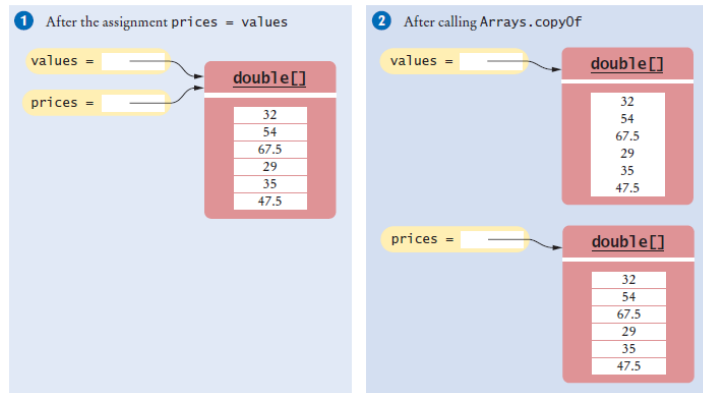 1 After the assignment prices = values
values =
prices =
double[]
32
54
67.5
29
35
47.5
2 After calling Arrays.copyOf
values =
double[]
32
54
67.5
29
35
47.5
prices =
double[]
32
54
67.5
29
35
47.5